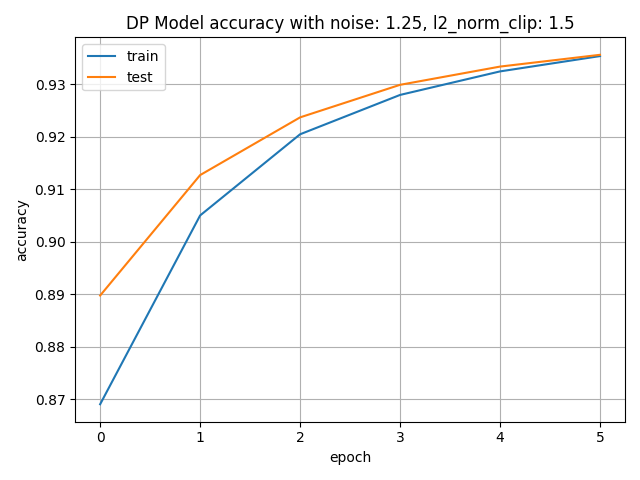 DP Model accuracy with noise: 1.25, l2_norm_clip: 1.5
train
test
accuracy
0.93
0.92
0.91
0.90
0.89
0.88
0.87
0 1 2 3 4 5
epoch